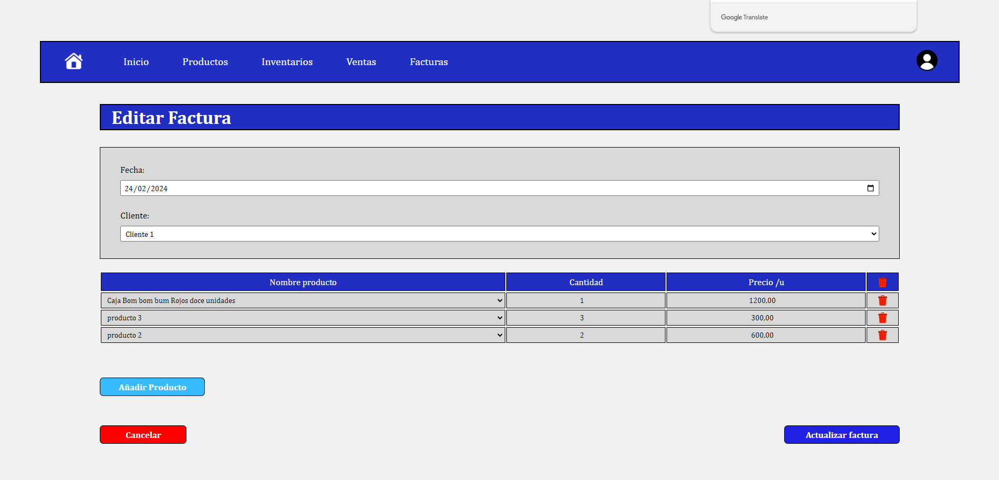 Google Translate
Inicio Productos Inventarios Ventas Facturas
Editar Factura
Fecha:
24/02/2024
Cliente:
Cliente 1
Nombre producto Cantidad Precio /u
Caja Bom bom bum Rojos doce unidades 1 1200,00
producto 3 3 300,00
producto 2 2 600,00
Añadir Producto
Cancelar Actualizar factura